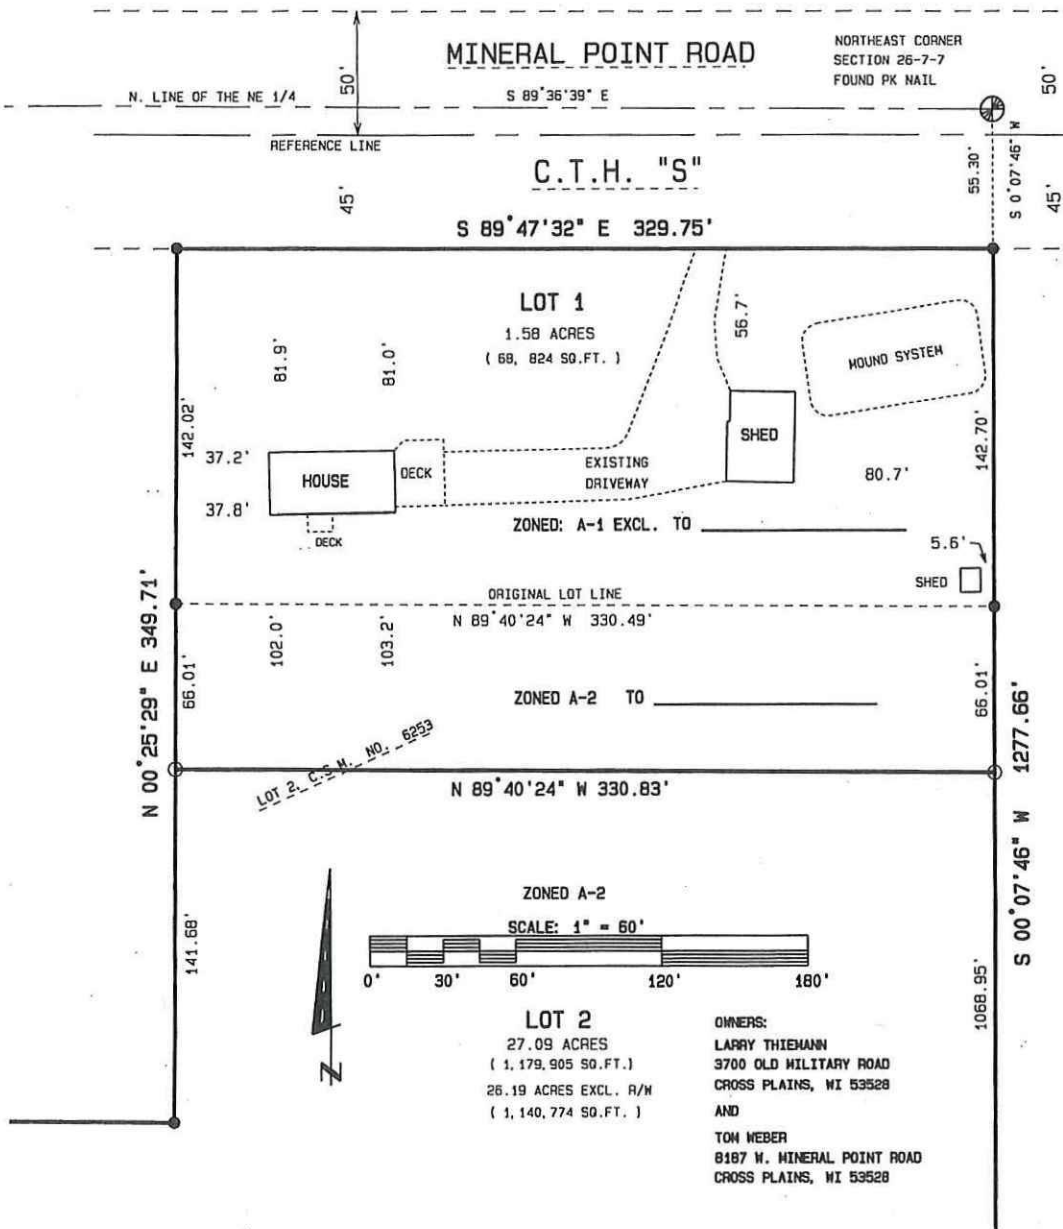 MINERAL POINT ROAD
NORTHEAST CORNER
SECTION 26-7-7
FOUND PK NAIL
50'
50'
N. LINE OF THE NE 1/4
S 89°36'39" E
REFERENCE LINE
C.T.H. "S"
45'
55.30'
S 0°07'46" W
45'
S 89°47'32" E 329.75'
LOT 1
1.58 ACRES
( 68, 824 SQ.FT. )
81.9'
81.0'
56.7'
MOUND SYSTEM
142.02'
142.70'
37.2'
HOUSE
DECK
EXISTING
DRIVEWAY
SHED
80.7'
37.8'
DECK
ZONED: A-1 EXCL. TO
5.6'
SHED
ORIGINAL LOT LINE
N 89°40'24" W 330.49'
N 00°25'29" E 349.71'
102.0'
103.2'
66.01'
ZONED A-2 TO
66.01'
LOT 2, C.S.M. NO. 6253
N 89°40'24" W 330.83'
S 00°07'46" W 1277.66'
ZONED A-2
SCALE: 1" = 60'
0' 30' 60' 120' 180'
141.68'
1068.95'
N
LOT 2
27.09 ACRES
( 1, 179, 905 SQ.FT.)
26.19 ACRES EXCL. R/W
( 1, 140, 774 SQ.FT. )
OWNERS:
LARRY THIEMANN
3700 OLD MILITARY ROAD
CROSS PLAINS, WI 53528
AND
TOM WEBER
8187 W. MINERAL POINT ROAD
CROSS PLAINS, WI 53528